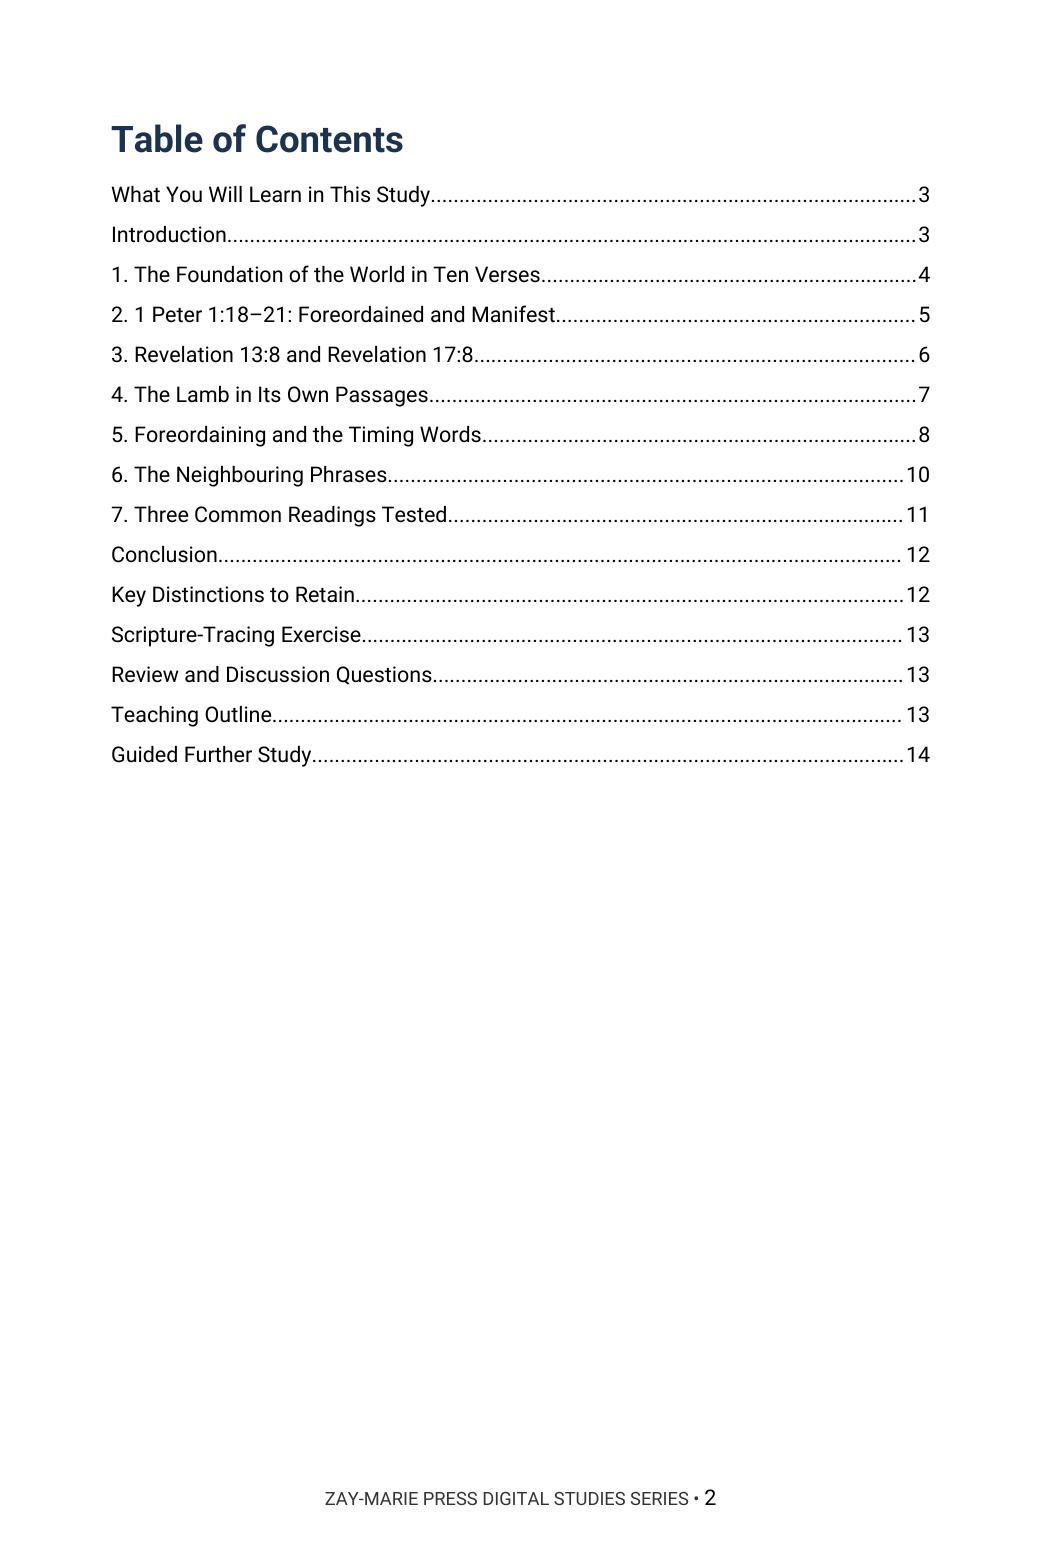 Table of Contents
What You Will Learn in This Study........................................................................................3
Introduction........................................................................................3
1. The Foundation of the World in Ten Verses........................................................................................4
2. 1 Peter 1:18–21: Foreordained and Manifest........................................................................................5
3. Revelation 13:8 and Revelation 17:8........................................................................................6
4. The Lamb in Its Own Passages........................................................................................7
5. Foreordaining and the Timing Words........................................................................................8
6. The Neighbouring Phrases........................................................................................10
7. Three Common Readings Tested........................................................................................11
Conclusion........................................................................................12
Key Distinctions to Retain........................................................................................12
Scripture-Tracing Exercise........................................................................................13
Review and Discussion Questions........................................................................................13
Teaching Outline........................................................................................13
Guided Further Study........................................................................................14
ZAY-MARIE PRESS DIGITAL STUDIES SERIES • 2